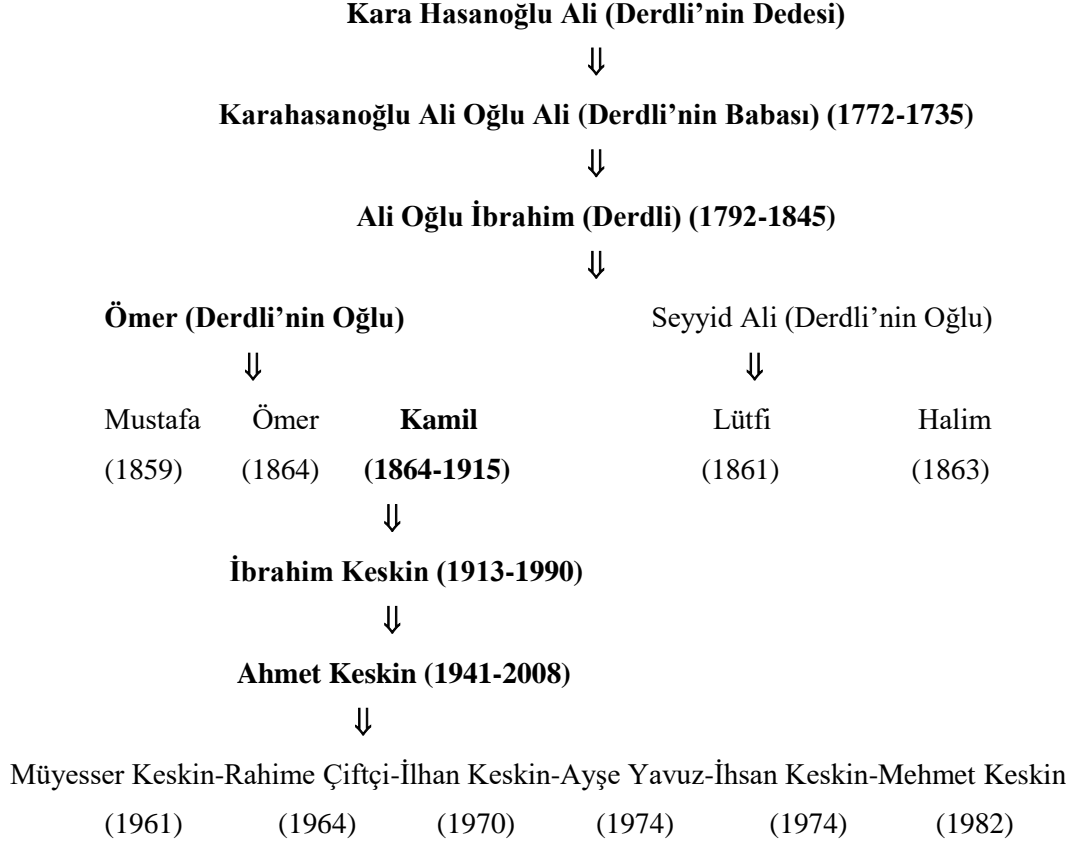 Kara Hasanoğlu Ali (Derdli’nin Dedesi)
⇓
Karahasanoğlu Ali Oğlu Ali (Derdli’nin Babası) (1772-1735)
⇓
Ali Oğlu İbrahim (Derdli) (1792-1845)
⇓
Ömer (Derdli’nin Oğlu) Seyyid Ali (Derdli’nin Oğlu)
⇓ ⇓
Mustafa Ömer Kamil Lütfi Halim
(1859) (1864) (1864-1915) (1861) (1863)
⇓
İbrahim Keskin (1913-1990)
⇓
Ahmet Keskin (1941-2008)
⇓
Müyesser Keskin-Rahime Çiftçi-İlhan Keskin-Ayşe Yavuz-İhsan Keskin-Mehmet Keskin
(1961) (1964) (1970) (1974) (1974) (1982)